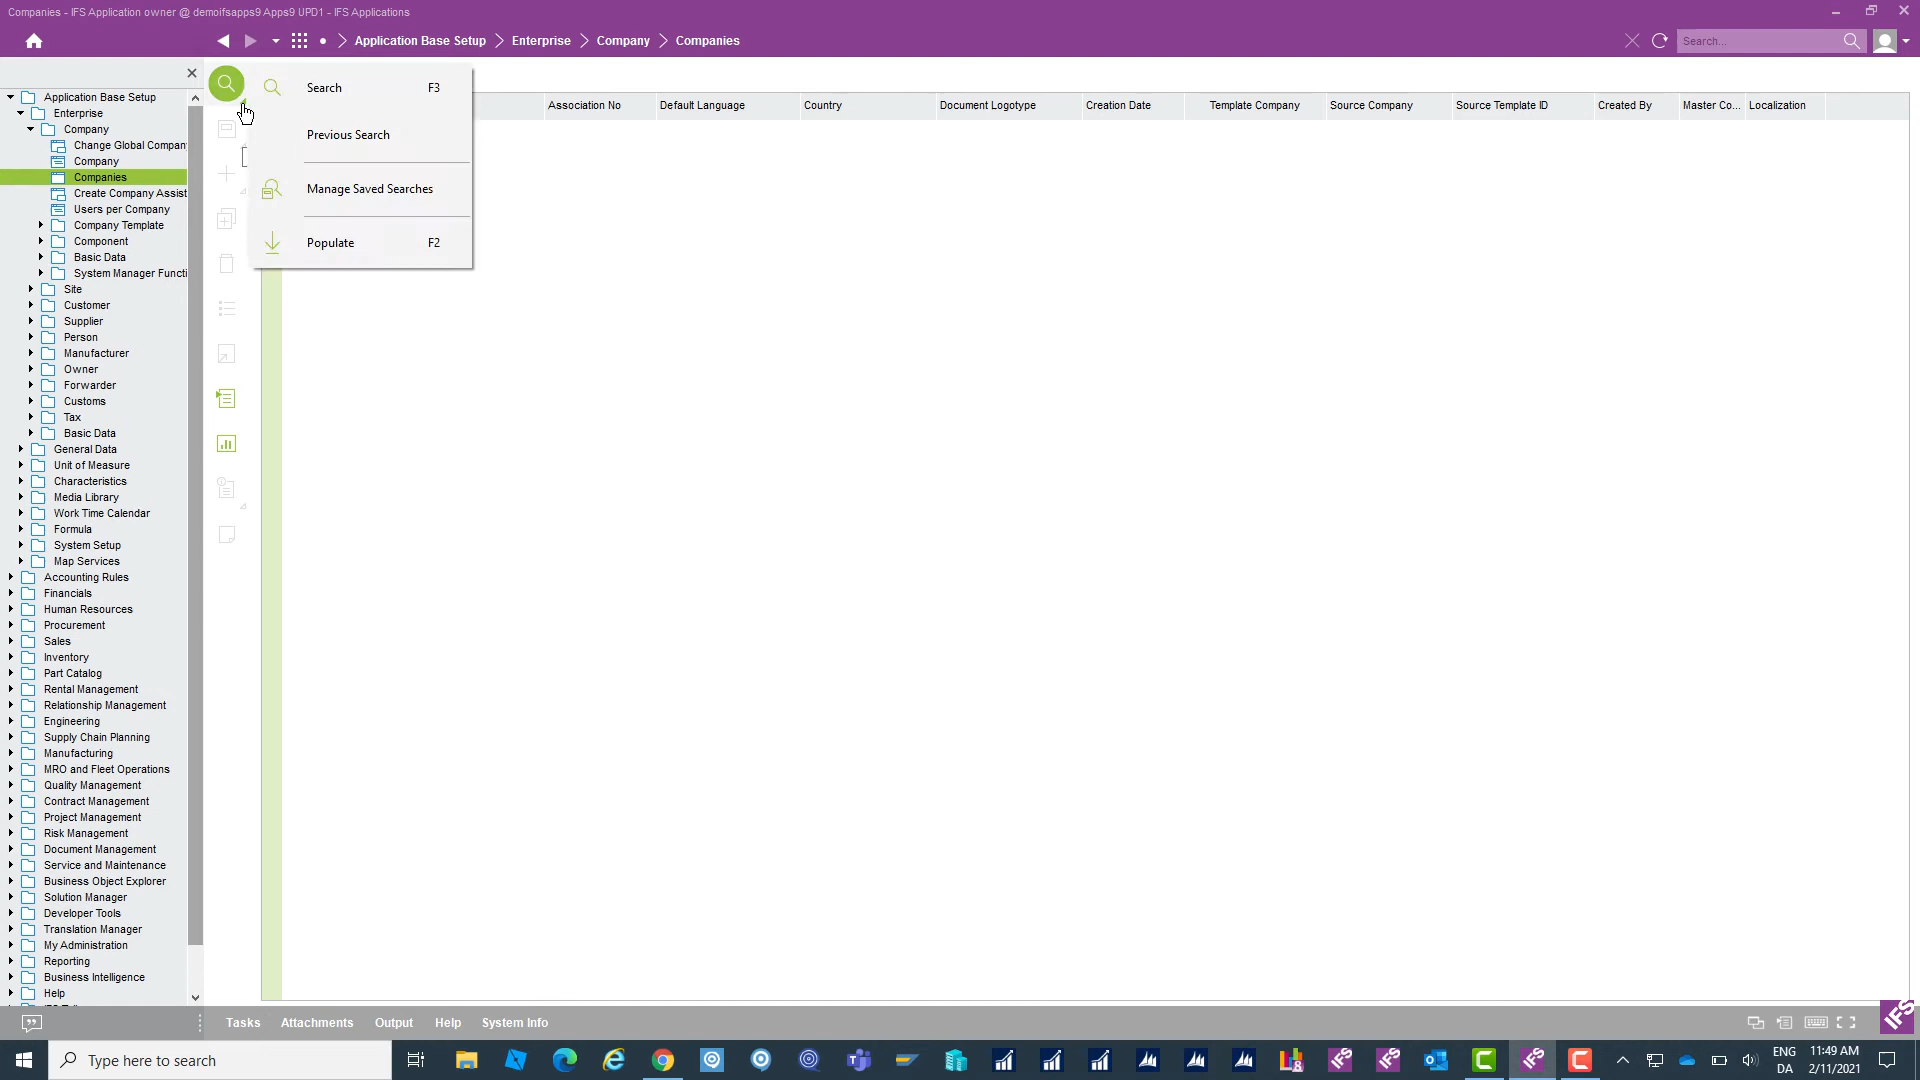 Companies - IFS Application owner @ demoifsapps9 Apps9 UPD1 - IFS Applications
Application Base Setup Enterprise Company Companies
Search...
Search F3
Previous Search
Manage Saved Searches
Populate F2
Association No Default Language Country Document Logotype Creation Date Template Company Source Company Source Template ID Created By Master Co... Localization
Application Base Setup
Enterprise
Company
Change Global Compan
Company
Companies
Create Company Assist
Users per Company
Company Template
Component
Basic Data
System Manager Functi
Site
Customer
Supplier
Person
Manufacturer
Owner
Forwarder
Customs
Tax
Basic Data
General Data
Unit of Measure
Characteristics
Media Library
Work Time Calendar
Formula
System Setup
Map Services
Accounting Rules
Financials
Human Resources
Procurement
Sales
Inventory
Part Catalog
Rental Management
Relationship Management
Engineering
Supply Chain Planning
Manufacturing
MRO and Fleet Operations
Quality Management
Contract Management
Project Management
Risk Management
Document Management
Service and Maintenance
Business Object Explorer
Solution Manager
Developer Tools
Translation Manager
My Administration
Reporting
Business Intelligence
Help
Tasks Attachments Output Help System Info
IFS
Type here to search
IFS IFS IFS
ENG 11:49 AM
DA 2/11/2021